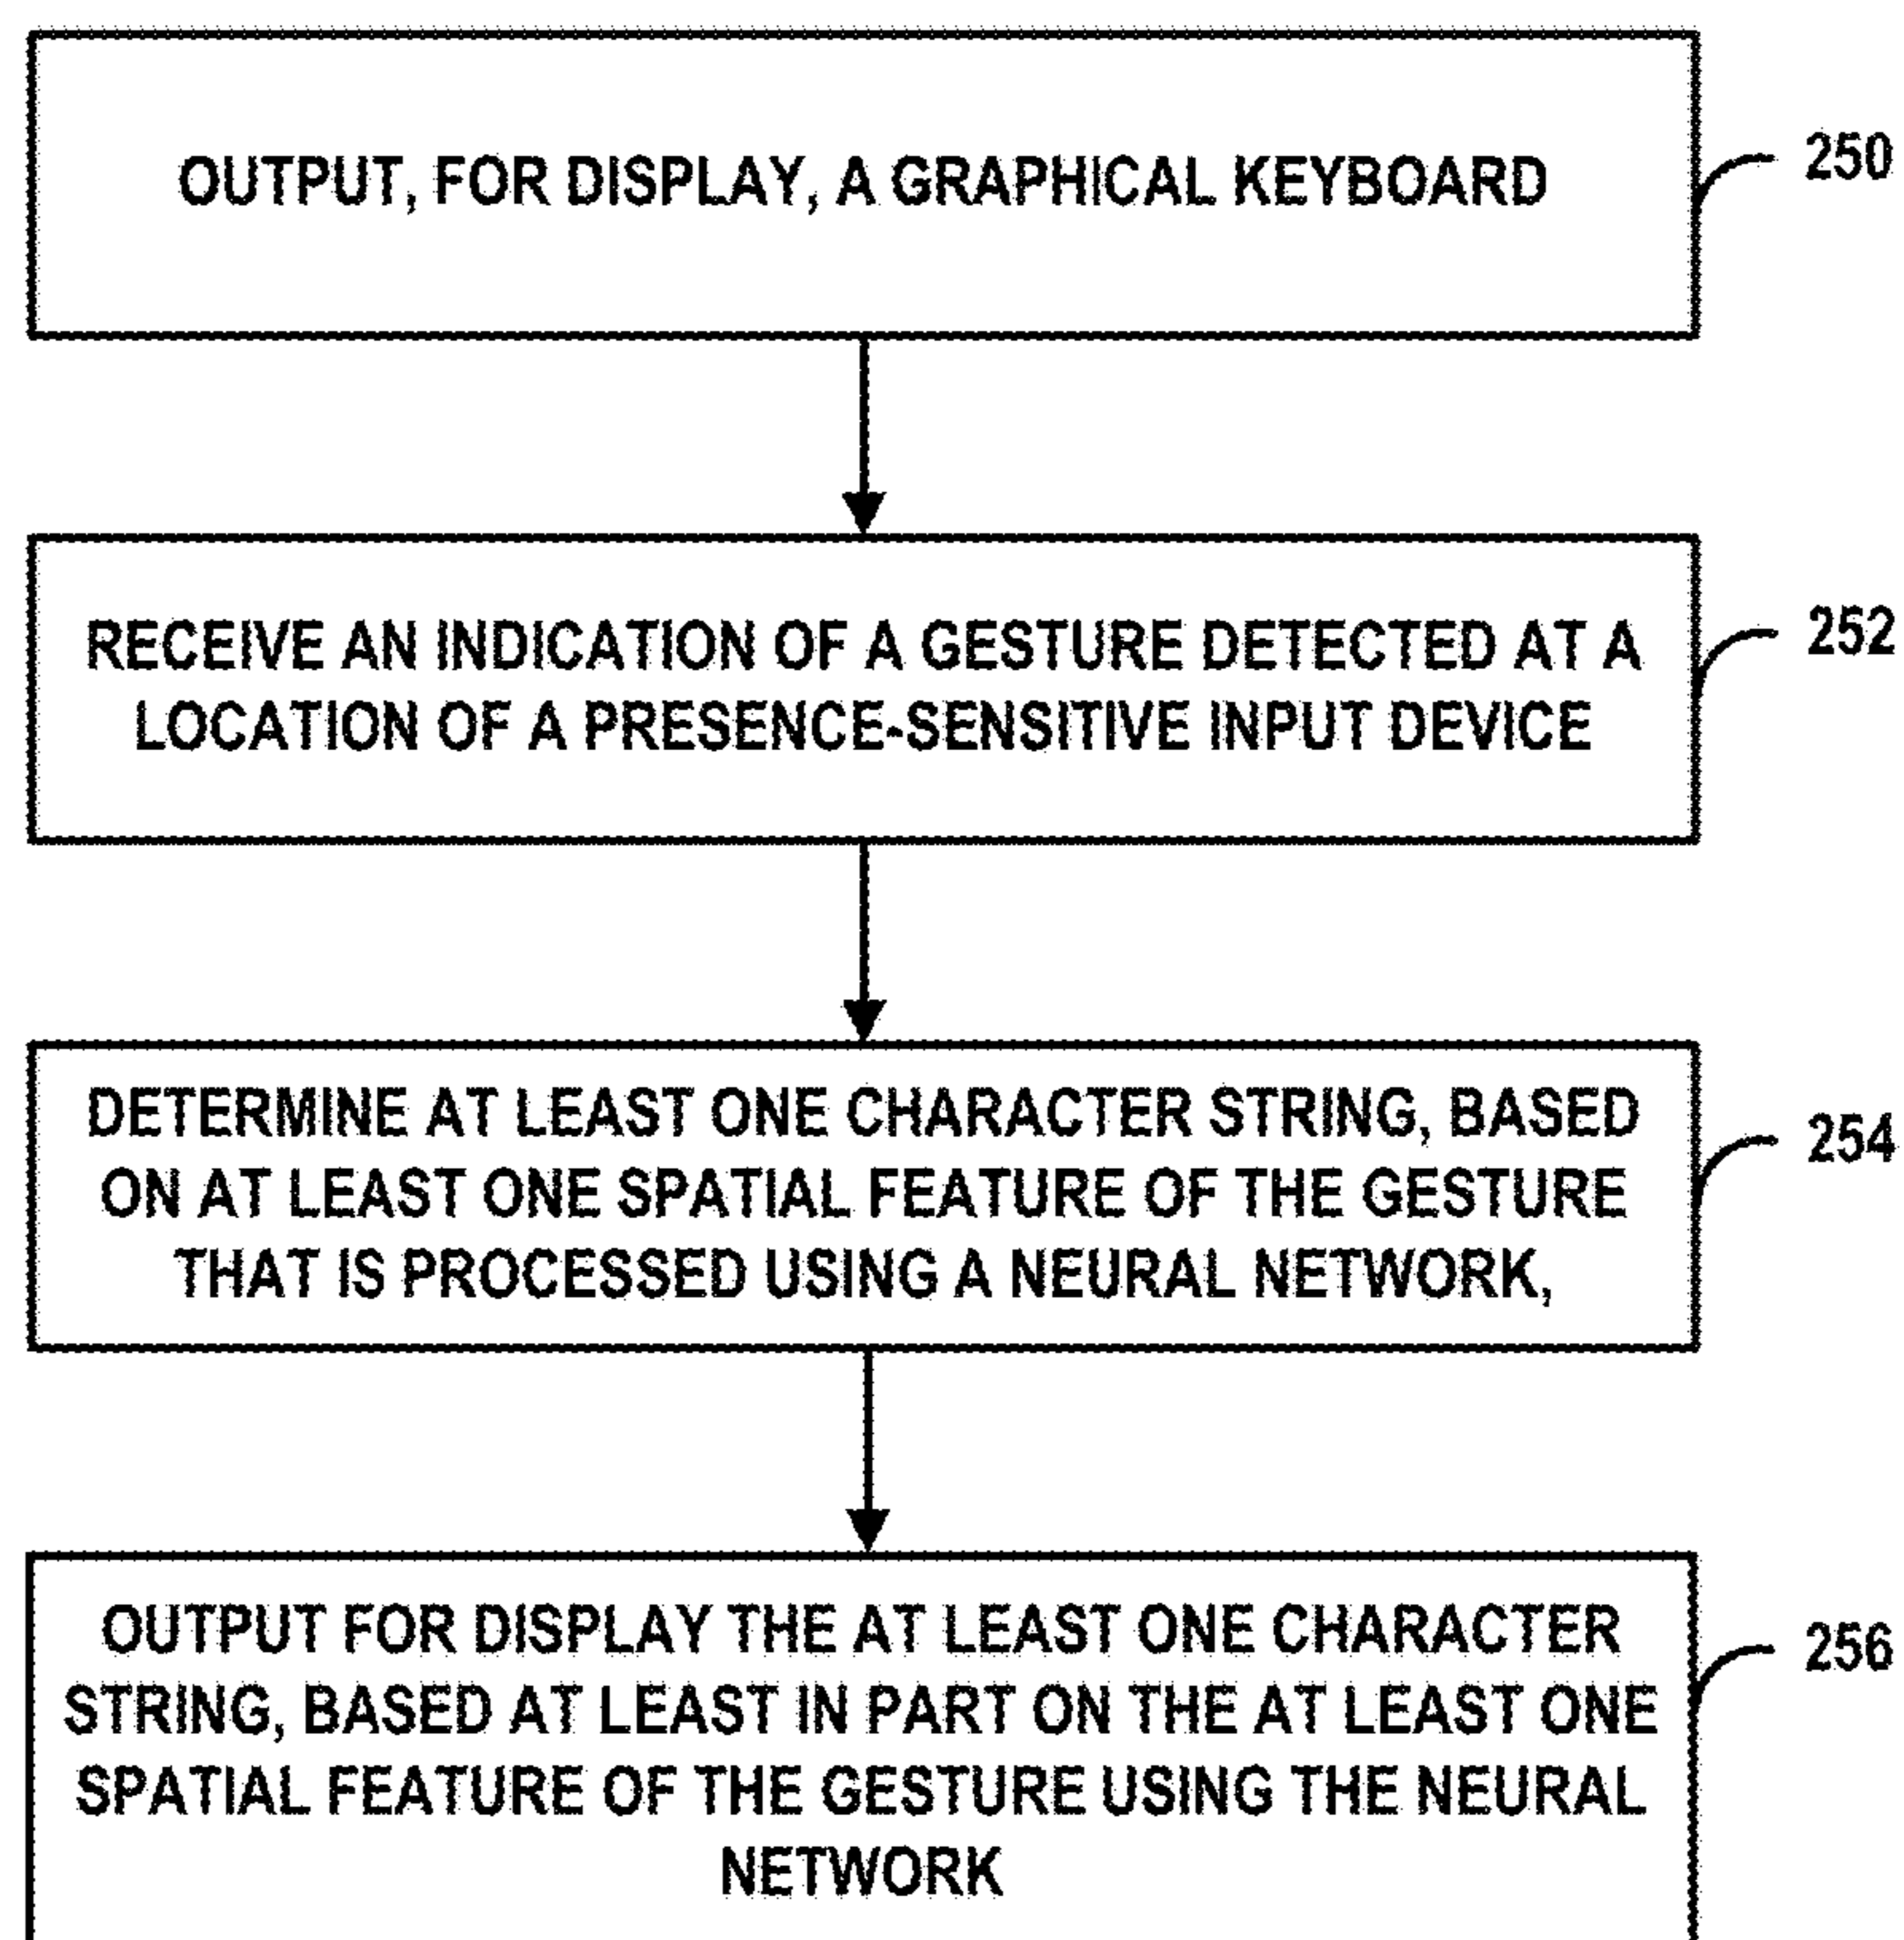 OUTPUT, FOR DISPLAY, A GRAPHICAL KEYBOARD
250
RECEIVE AN INDICATION OF A GESTURE DETECTED AT A
LOCATION OF A PRESENCE-SENSITIVE INPUT DEVICE
252
DETERMINE AT LEAST ONE CHARACTER STRING, BASED
ON AT LEAST ONE SPATIAL FEATURE OF THE GESTURE
THAT IS PROCESSED USING A NEURAL NETWORK,
254
OUTPUT FOR DISPLAY THE AT LEAST ONE CHARACTER
STRING, BASED AT LEAST IN PART ON THE AT LEAST ONE
SPATIAL FEATURE OF THE GESTURE USING THE NEURAL
NETWORK
256